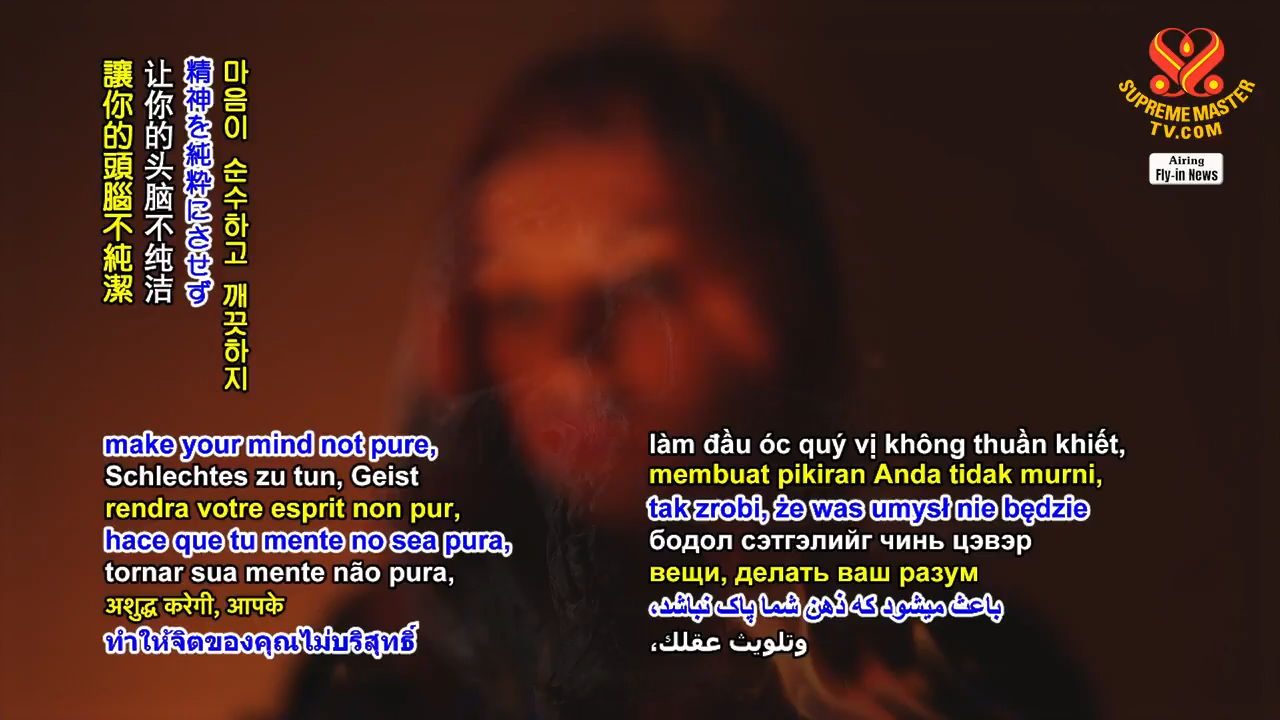 讓你的頭腦不純潔
让你的头脑不纯洁
精神を純粋にさせず
마음이 순수하고 깨끗하지
SUPREME MASTER
TV.COM
Airing
Fly-in News
make your mind not pure,
Schlechtes zu tun, Geist
rendra votre esprit non pur,
hace que tu mente no sea pura,
tornar sua mente não pura,
अशुद्ध करेगी, आपके
ทำให้จิตของคุณไม่บริสุทธิ์
làm đầu óc quý vị không thuần khiết,
membuat pikiran Anda tidak murni,
tak zrobi, że was umysł nie będzie
бодол сэтгэлийг чинь цэвэр
вещи, делать ваш разум
باعث میشود که ذهن شما پاک نباشد،
وتلويث عقلك،